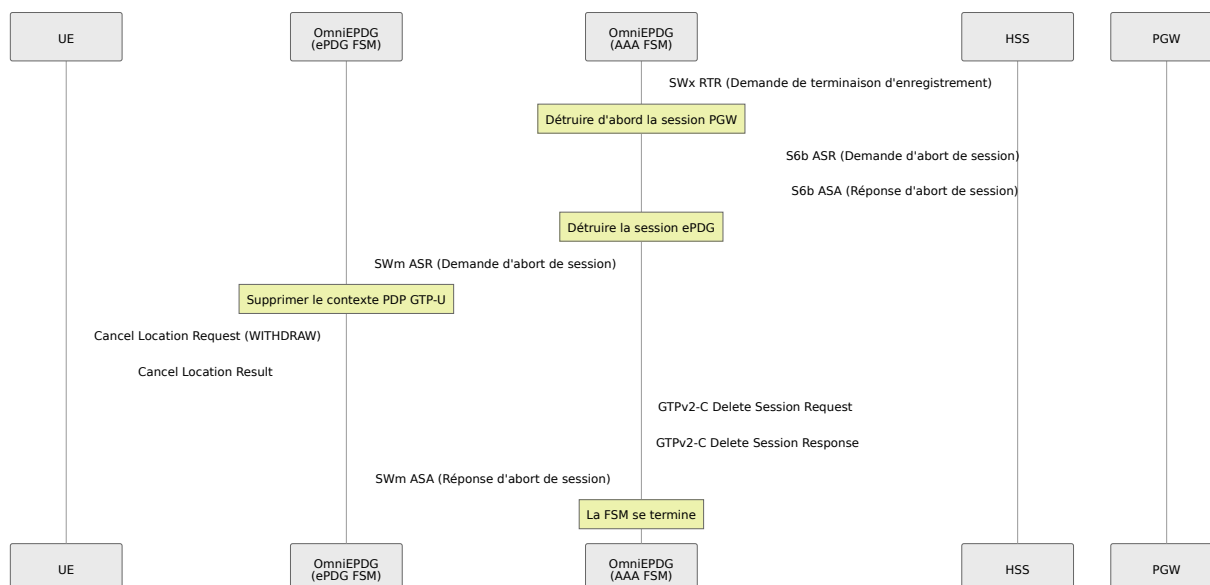 UE
OmniEPDG
(ePDG FSM)
OmniEPDG
(AAA FSM)
HSS
PGW
SWx RTR (Demande de terminaison d'enregistrement)
Détruire d'abord la session PGW
S6b ASR (Demande d'abort de session)
S6b ASA (Réponse d'abort de session)
Détruire la session ePDG
SWm ASR (Demande d'abort de session)
Supprimer le contexte PDP GTP-U
Cancel Location Request (WITHDRAW)
Cancel Location Result
GTPv2-C Delete Session Request
GTPv2-C Delete Session Response
SWm ASA (Réponse d'abort de session)
La FSM se termine
UE
OmniEPDG
(ePDG FSM)
OmniEPDG
(AAA FSM)
HSS
PGW